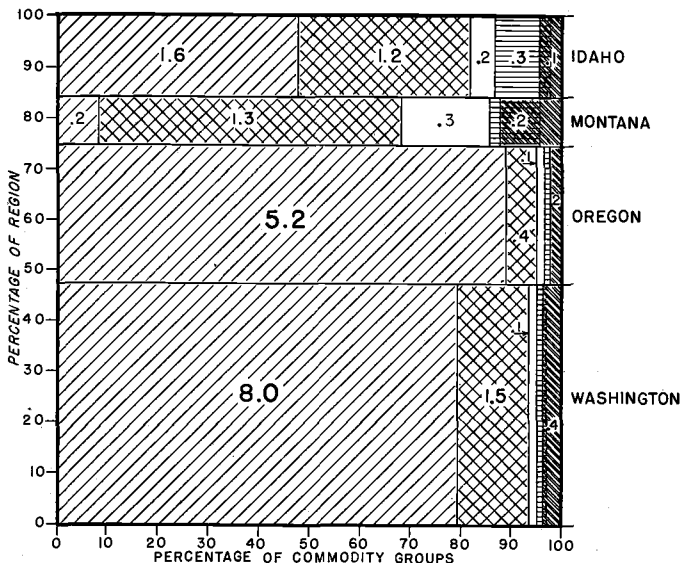 100
90
80
70
60
50
40
30
20
10
0
PERCENTAGE OF REGION
1.6 1.2 .2 .3 .1 IDAHO
.2 1.3 .3 .2 MONTANA
5.2 .4 .1 .2 OREGON
8.0 1.5 .1 .4 WASHINGTON
0 10 20 30 40 50 60 70 80 90 100
PERCENTAGE OF COMMODITY GROUPS